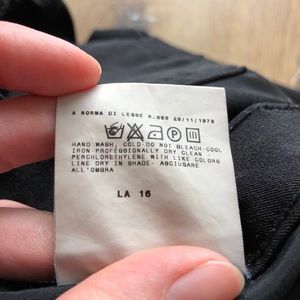 A NORMA DI LEGGE N.883 26/11/1973
HAND WASH, COLD-DO NOT BLEACH-COOL
IRON PROFESSIONALLY DRY CLEAN
PERCHLORETHYLENE WITH LIKE COLORS
LINE DRY IN SHADE- ASCIUGARE
ALL'OMBRA
LA 16